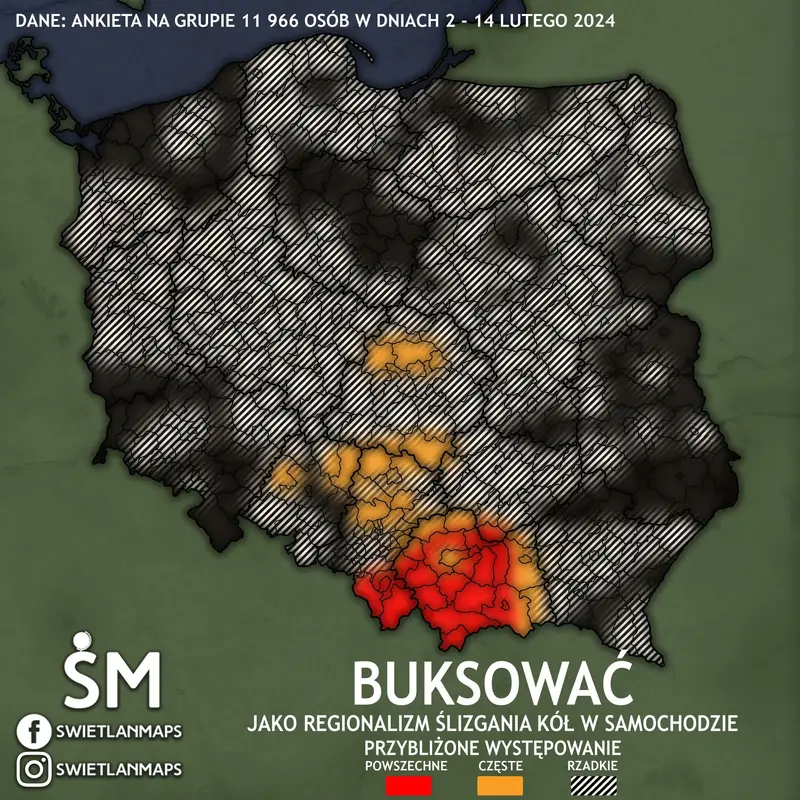 DANE: ANKIETA NA GRUPIE 11 966 OSÓB W DNIACH 2 - 14 LUTEGO 2024
ŚM
SWIETLANMAPS
SWIETLANMAPS
BUKSOWAĆ
JAKO REGIONALIZM ŚLIZGANIA KÓŁ W SAMOCHODZIE
PRZYBLIŻONE WYSTĘPOWANIE
POWSZECHNE CZĘSTE RZADKIE